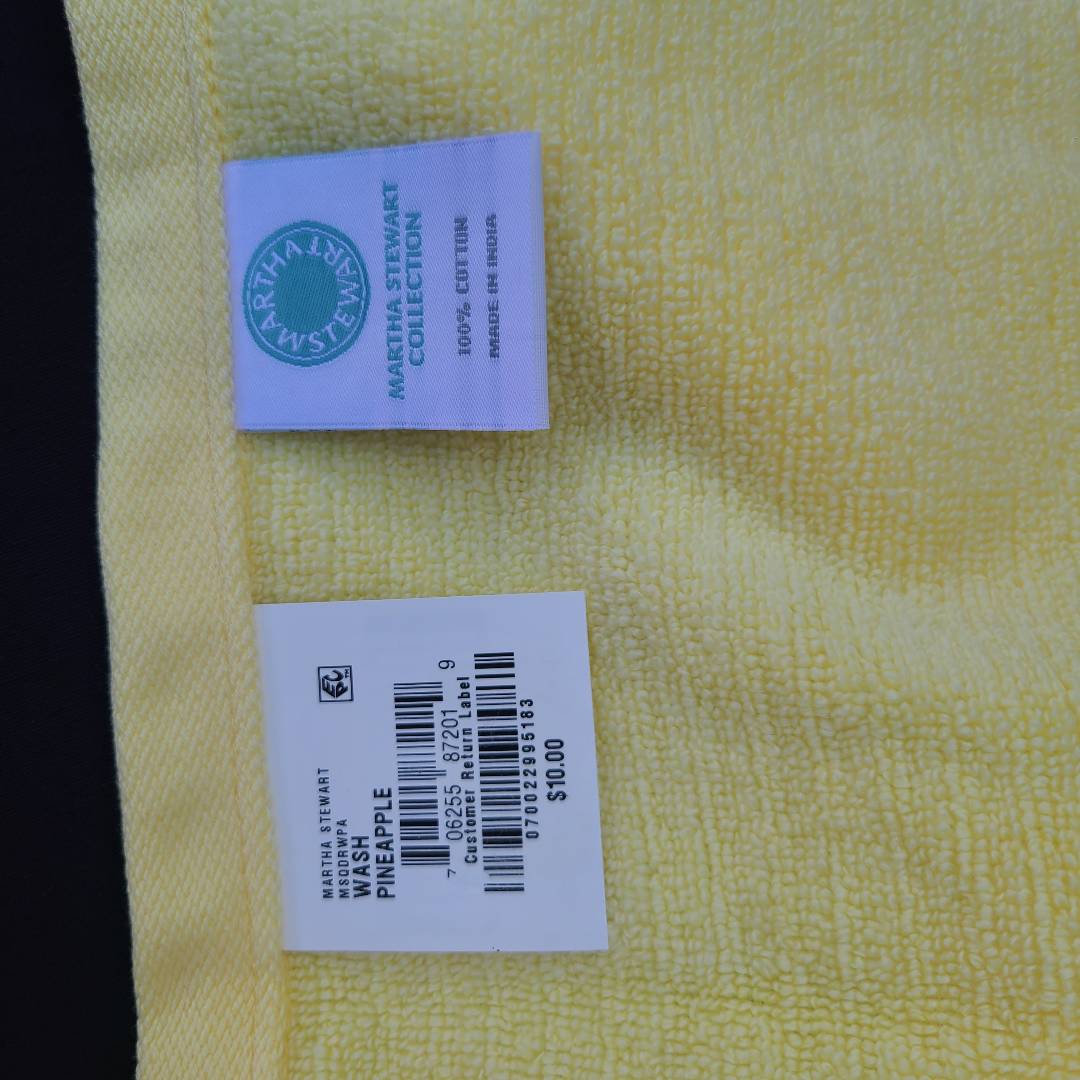 MARTHA STEWART
MARTHA STEWART
COLLECTION
100% COTTON
MADE IN INDIA
MARTHA STEWART
MSQDRWPA
WASH
PINEAPPLE
7 06255 87201 9
Customer Return Label
070022995183
$10.00